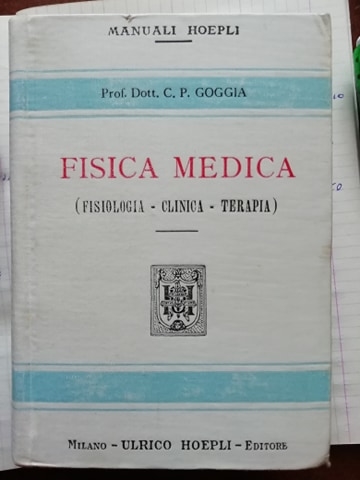 MANUALI HOEPLI
Prof. Dott. C. P. GOGGIA
FISICA MEDICA
(FISIOLOGIA - CLINICA - TERAPIA)
MILANO - ULRICO HOEPLI - EDITORE